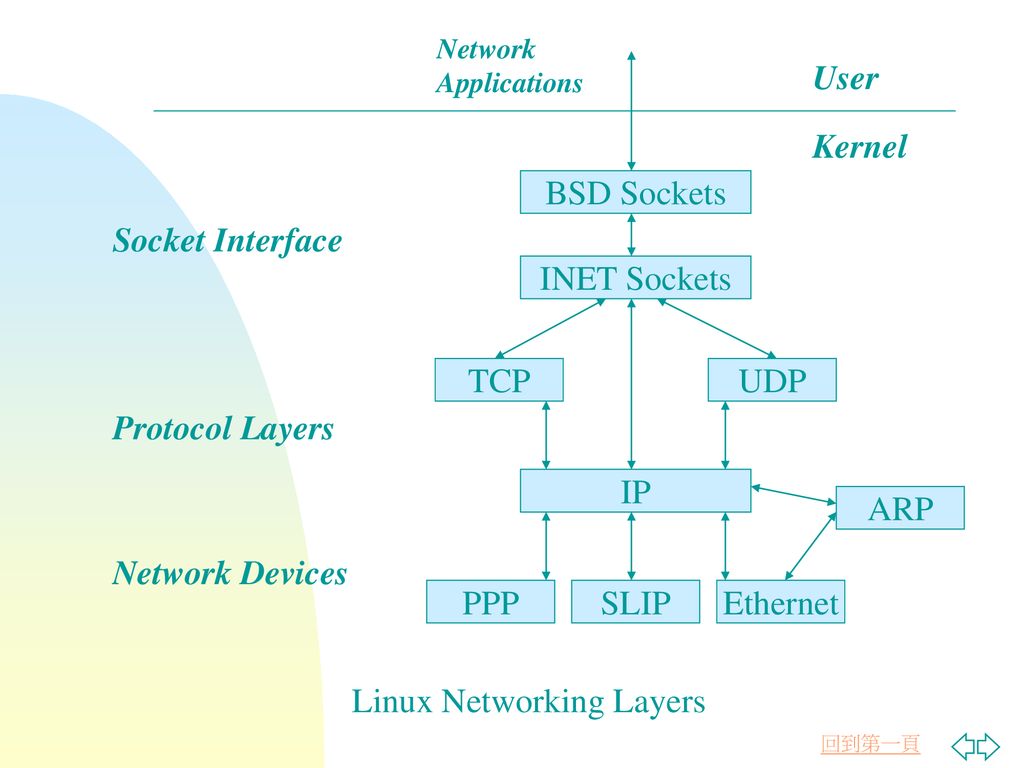 Network
Applications
User
Kernel
BSD Sockets
Socket Interface
INET Sockets
TCP
UDP
Protocol Layers
IP
ARP
Network Devices
PPP
SLIP
Ethernet
Linux Networking Layers
回到第一頁